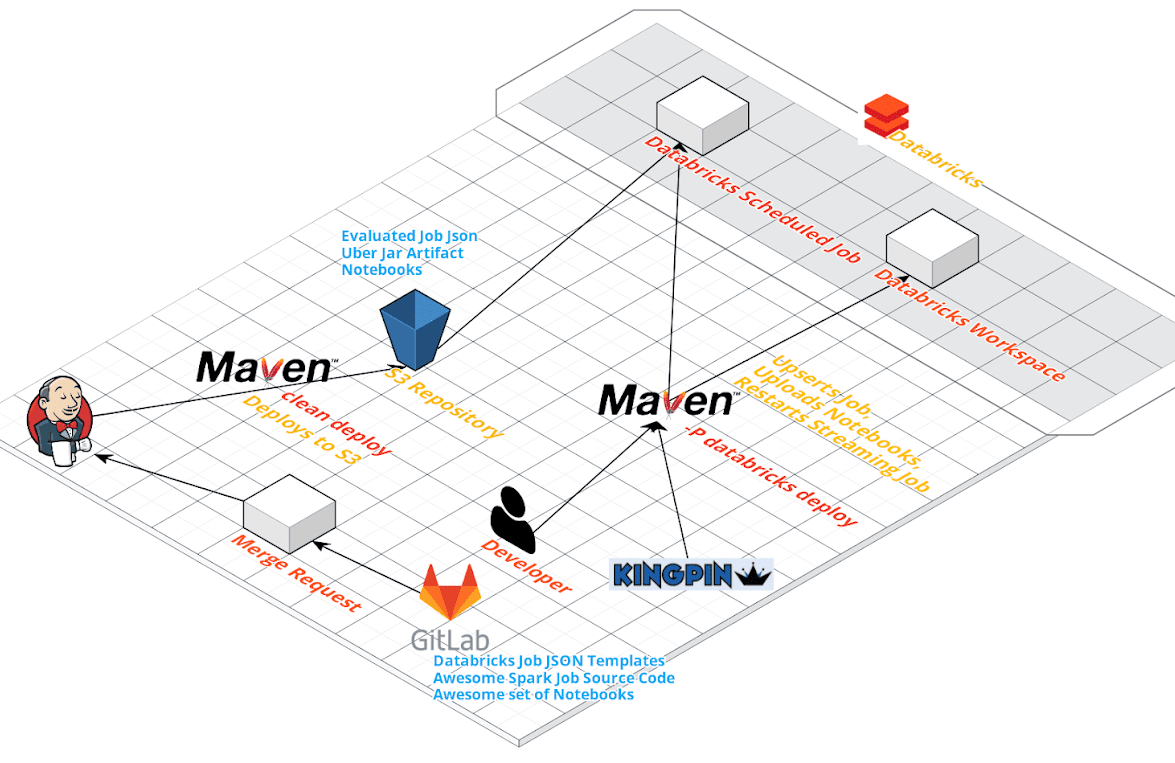 Databricks
Databricks Scheduled Job
Databricks Workspace
Evaluated Job Json
Uber Jar Artifact
Notebooks
S3 Repository
Maven™
clean deploy
Deploys to S3
Maven™
-P databricks deploy
Upserts Job,
Uploads Notebooks,
Restarts Streaming Job
Merge Request
Developer
KINGPIN
GitLab
Databricks Job JSON Templates
Awesome Spark Job Source Code
Awesome set of Notebooks